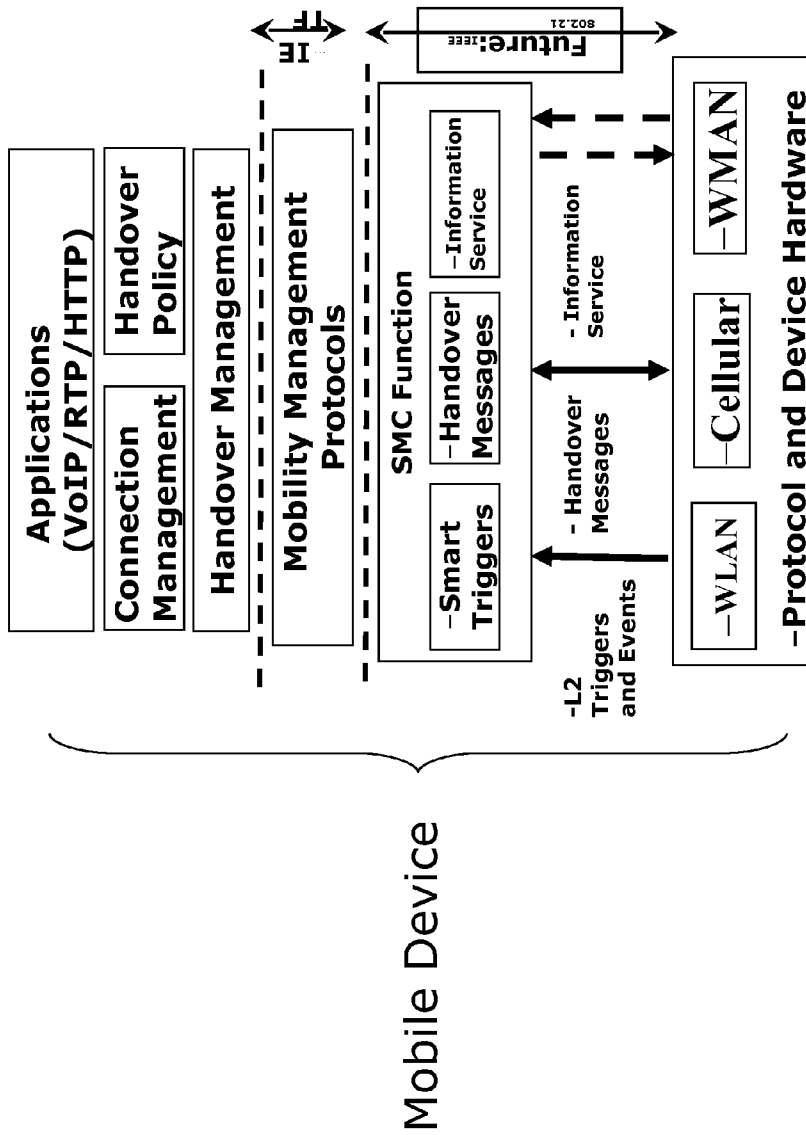 Mobile Device
Applications
(VoIP/RTP/HTTP)
Connection
Management
Handover
Policy
Handover Management
Mobility Management
Protocols
IE
TF
SMC Function
–Smart
Triggers
–Handover
Messages
–Information
Service
Future:IEEE
802.21
–L2
Triggers
and Events
- Handover
Messages
- Information
Service
–WLAN
–Cellular
–WMAN
–Protocol and Device Hardware